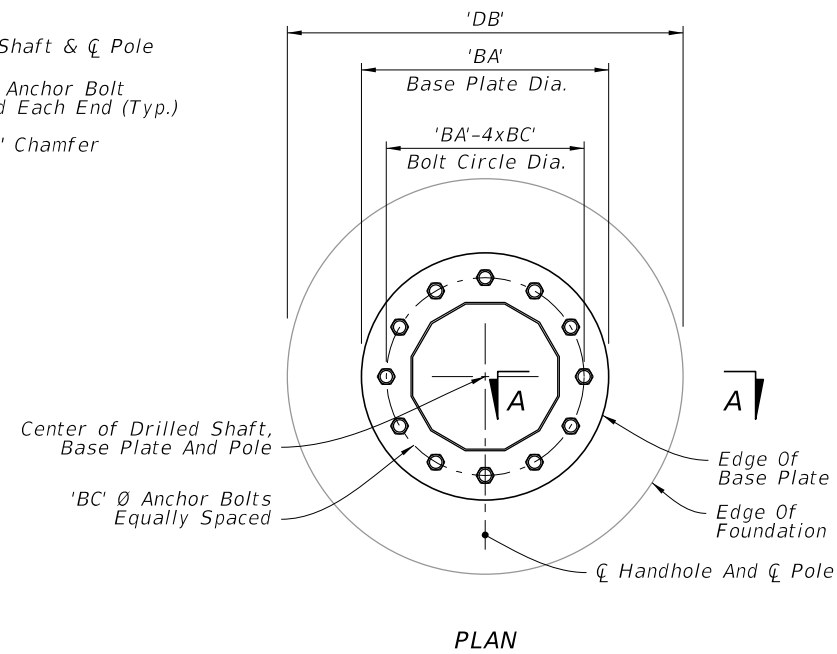 Shaft & ℄ Pole
Anchor Bolt
Each End (Typ.)
" Chamfer
'DB'
'BA'
Base Plate Dia.
'BA'-4xBC'
Bolt Circle Dia.
A
A
Center of Drilled Shaft,
Base Plate And Pole
'BC' Ø Anchor Bolts
Equally Spaced
Edge Of
Base Plate
Edge Of
Foundation
℄ Handhole And ℄ Pole
PLAN